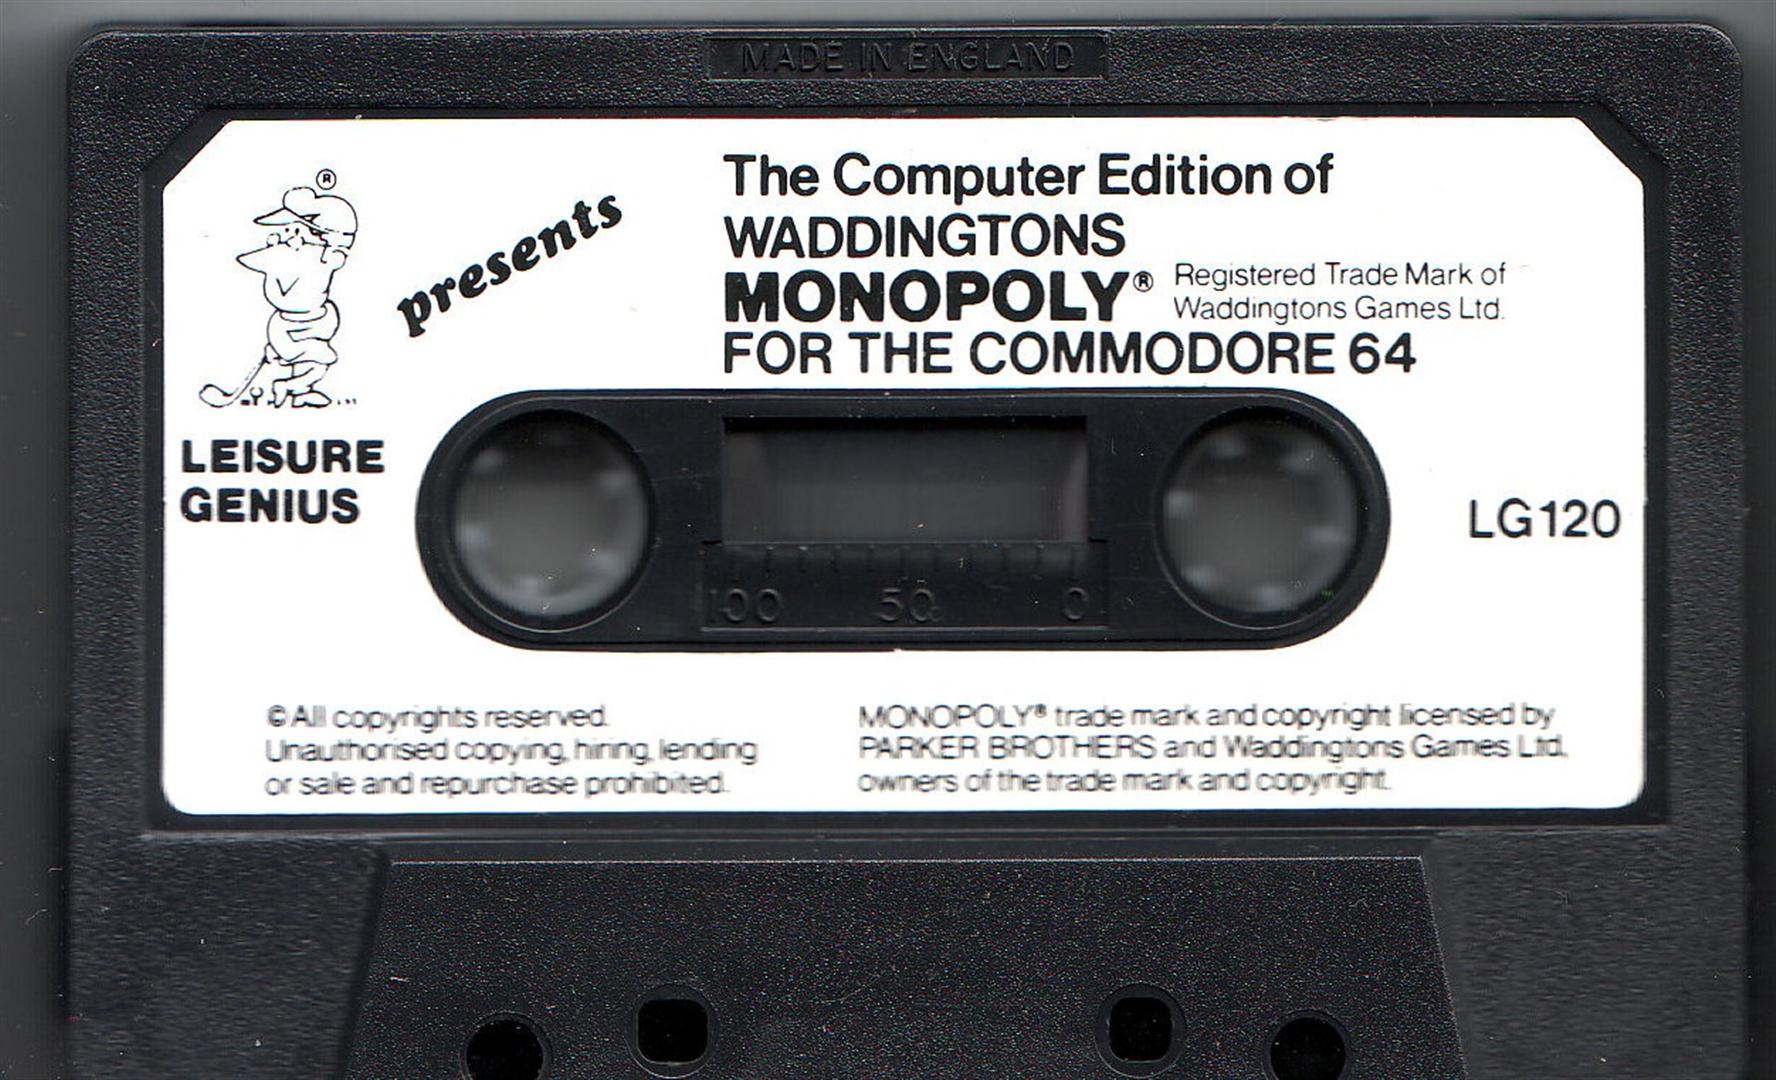 MADE IN ENGLAND
®
presents
The Computer Edition of
WADDINGTONS
MONOPOLY® Registered Trade Mark of
Waddingtons Games Ltd.
FOR THE COMMODORE 64
LEISURE
GENIUS
LG120
100 50 0
© All copyrights reserved.
Unauthorised copying, hiring, lending
or sale and repurchase prohibited.
MONOPOLY® trade mark and copyright licensed by
PARKER BROTHERS and Waddingtons Games Ltd,
owners of the trade mark and copyright.